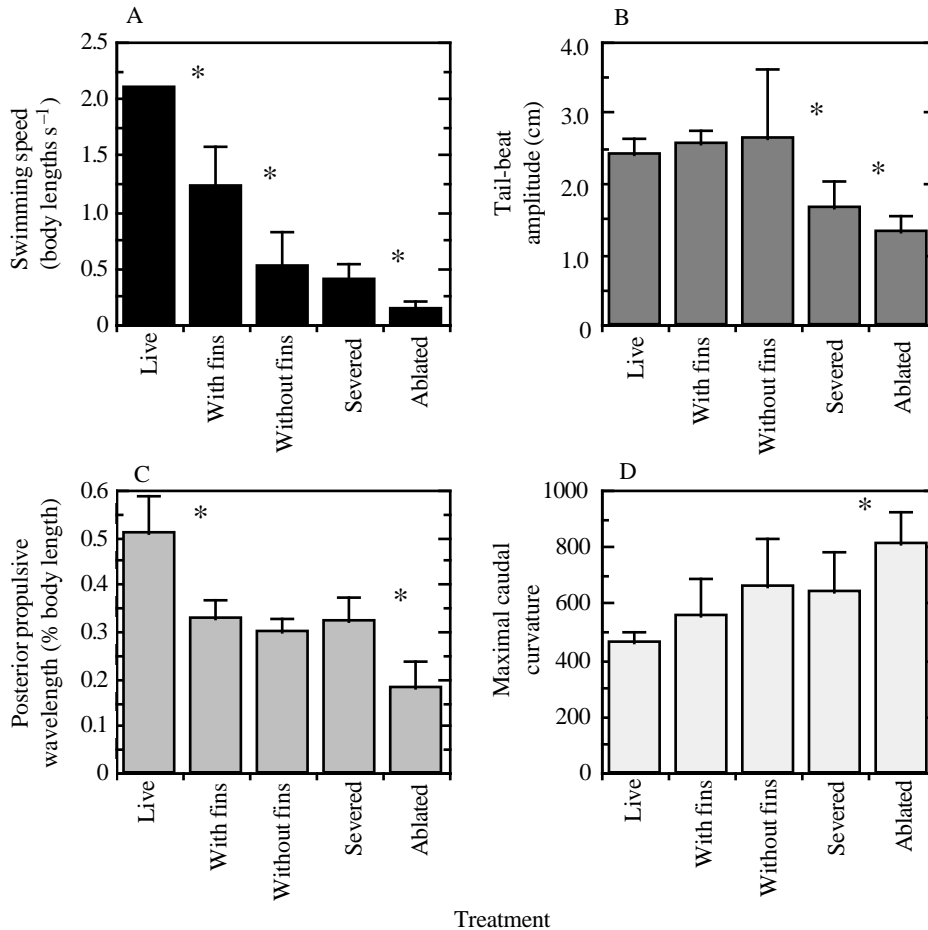 A
Swimming speed
(body lengths s⁻¹)
2.5
2.0
1.5
1.0
0.5
0
*
*
*
Live
With fins
Without fins
Severed
Ablated
B
Tail-beat
amplitude (cm)
4.0
3.0
2.0
1.0
0
*
*
Live
With fins
Without fins
Severed
Ablated
C
Posterior propulsive
wavelength (% body length)
0.6
0.5
0.4
0.3
0.2
0.1
0
*
*
Live
With fins
Without fins
Severed
Ablated
D
Maximal caudal
curvature
1000
800
600
400
200
0
*
Live
With fins
Without fins
Severed
Ablated
Treatment